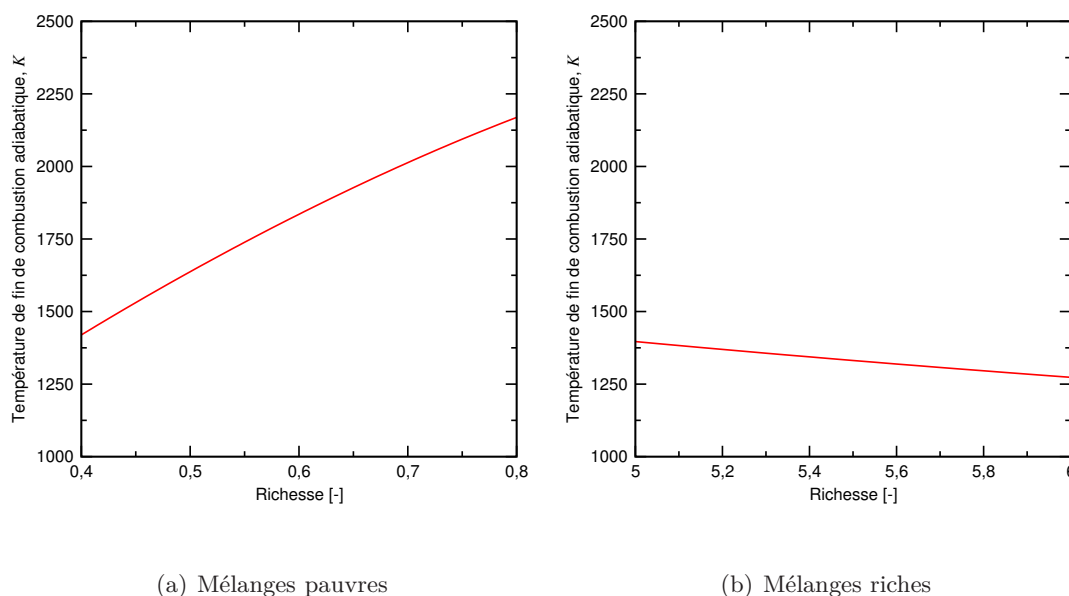 2500
2250
2000
1750
1500
1250
1000
0,4 0,5 0,6 0,7 0,8
Richesse [-]
Température de fin de combustion adiabatique, K
2500
2250
2000
1750
1500
1250
1000
5 5,2 5,4 5,6 5,8 6
Richesse [-]
Température de fin de combustion adiabatique, K
(a) Mélanges pauvres
(b) Mélanges riches